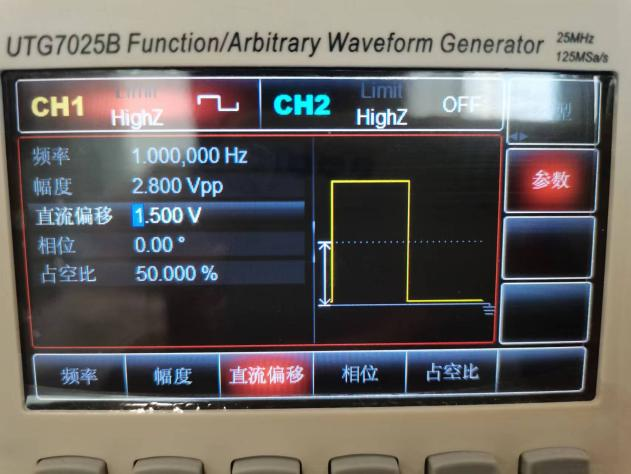 UTG7025B Function/Arbitrary Waveform Generator 25MHz
125MSa/s
CH1 Limit HighZ CH2 Limit HighZ OFF 型
频率 1.000,000 Hz
幅度 2.800 Vpp
参数
直流偏移 1.500 V
相位 0.00 °
占空比 50.000 %
频率 幅度 直流偏移 相位 占空比